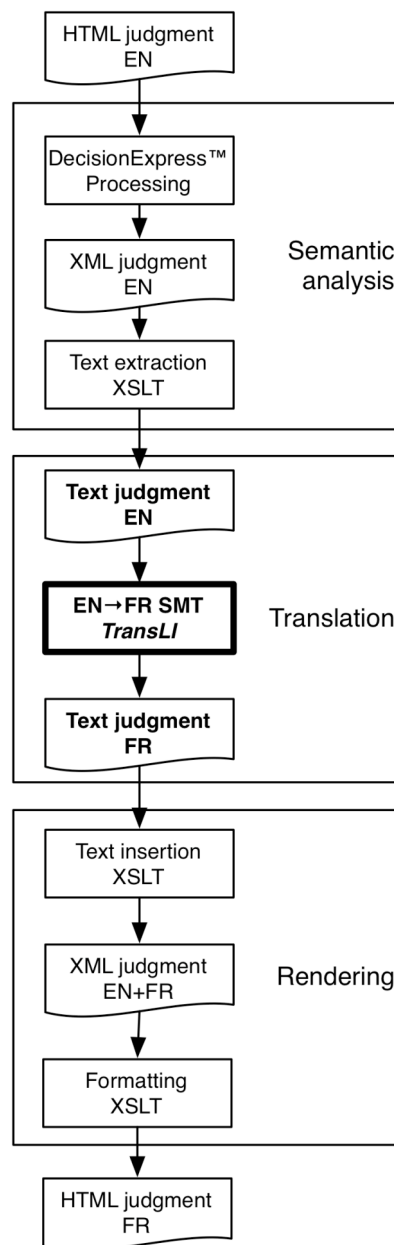 HTML judgment
EN
DecisionExpress™
Processing
XML judgment
EN
Semantic
analysis
Text extraction
XSLT
Text judgment
EN
EN→FR SMT
TransLI
Translation
Text judgment
FR
Text insertion
XSLT
XML judgment
EN+FR
Rendering
Formatting
XSLT
HTML judgment
FR